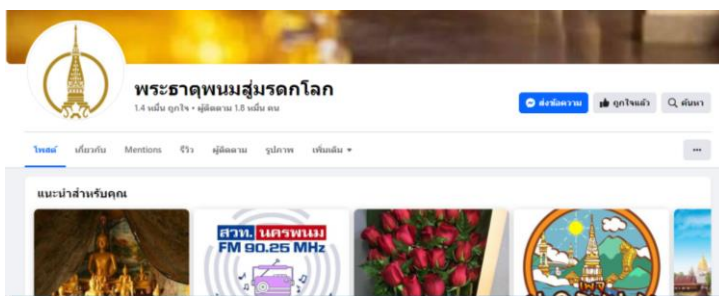 พระธาตุพนมสู่มรดกโลก
1.4 หมื่น ถูกใจ • ผู้ติดตาม 1.8 หมื่น คน
ส่งข้อความ
ถูกใจแล้ว
ค้นหา
โพสต์ เกี่ยวกับ Mentions รีวิว ผู้ติดตาม รูปภาพ เพิ่มเติม
แนะนำสำหรับคุณ
สวท. นครพนม
FM 90.25 MHz